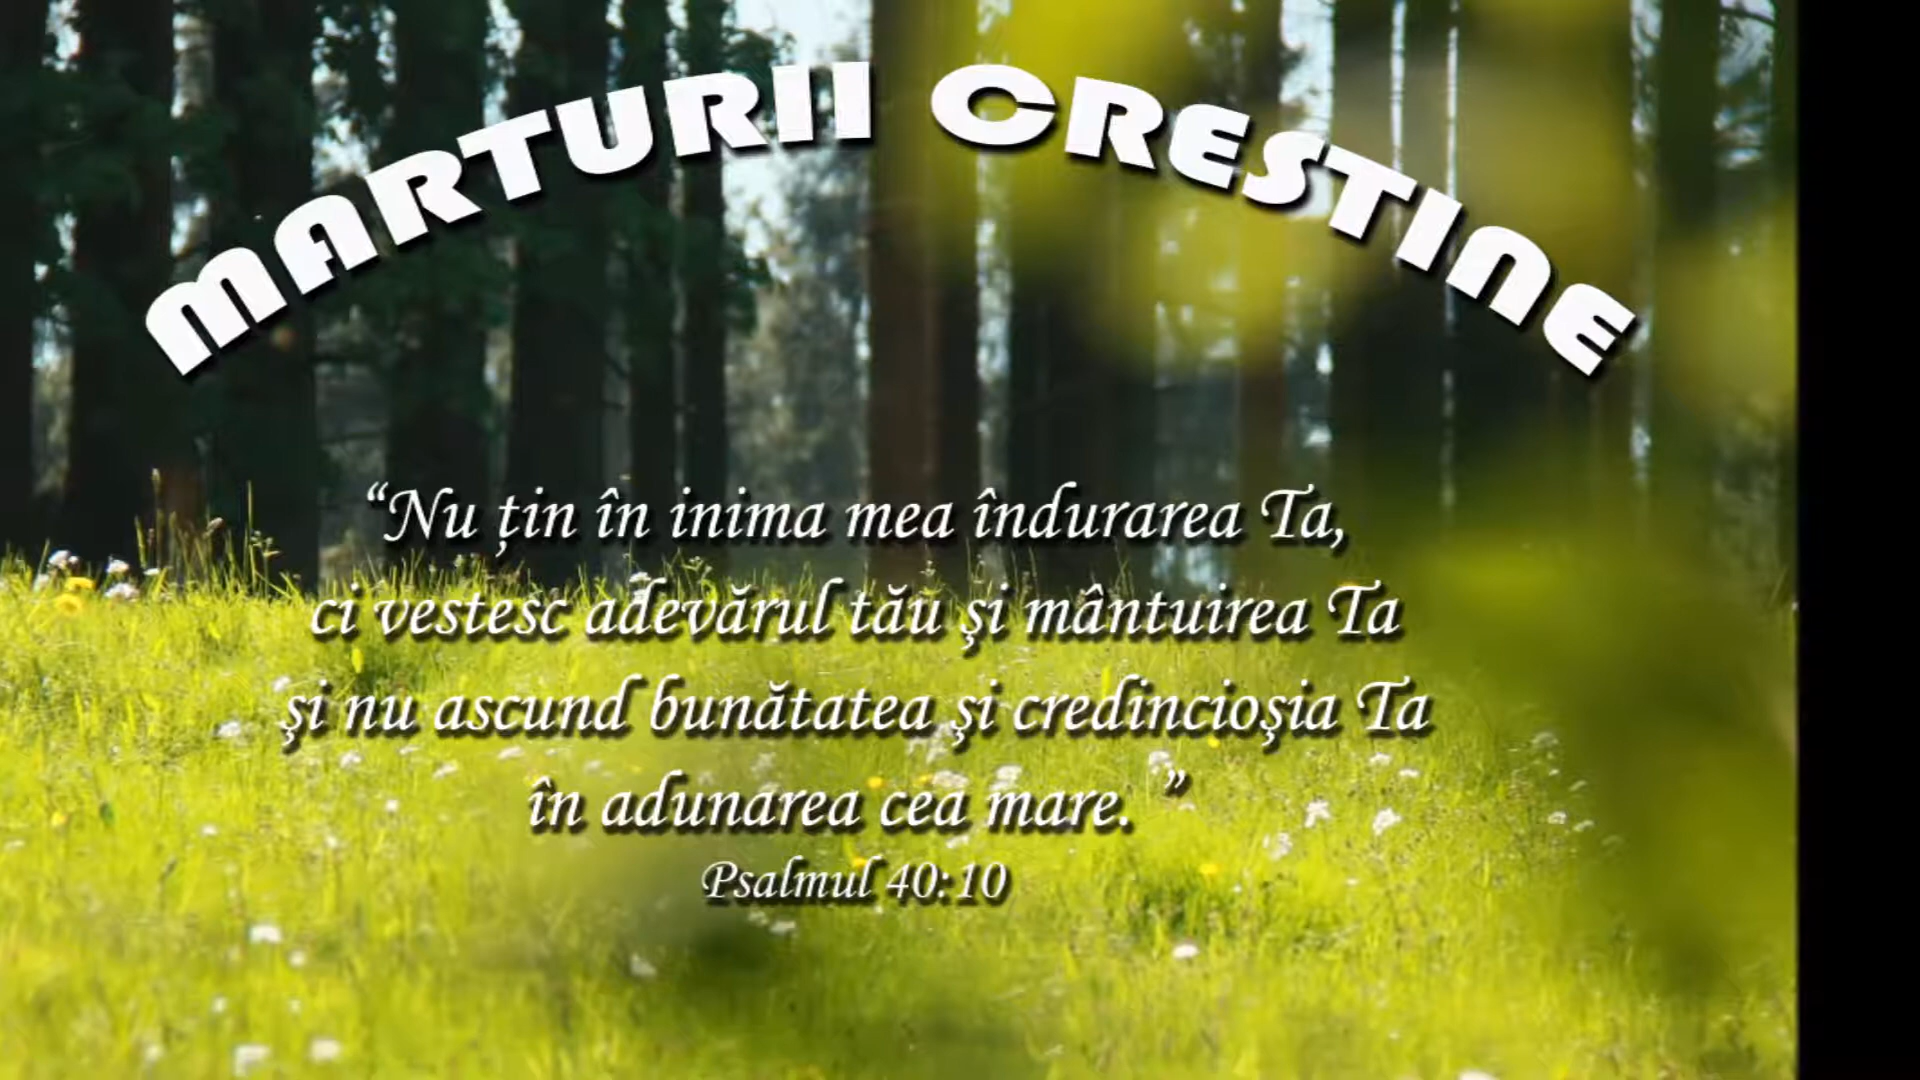 MARTURII CRESTINE
“Nu țin în inima mea îndurarea Ta,
ci vestesc adevărul tău şi mântuirea Ta
şi nu ascund bunătatea şi credincioşia Ta
în adunarea cea mare. ”
Psalmul 40:10